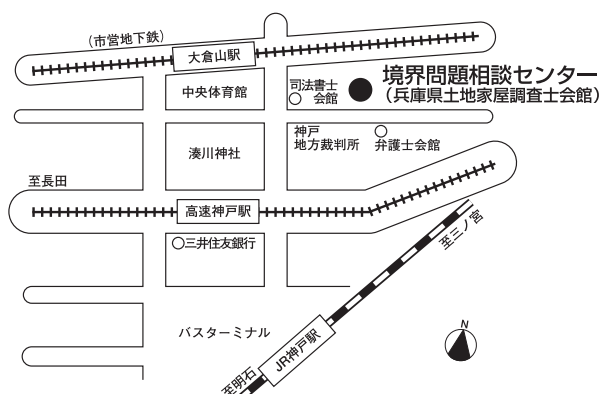 (市営地下鉄)
大倉山駅
中央体育館
司法書士
会館
境界問題相談センター
(兵庫県土地家屋調査士会館)
湊川神社
神戸
地方裁判所
弁護士会館
至長田
高速神戸駅
三井住友銀行
至三ノ宮
バスターミナル
JR神戸駅
至明石
N